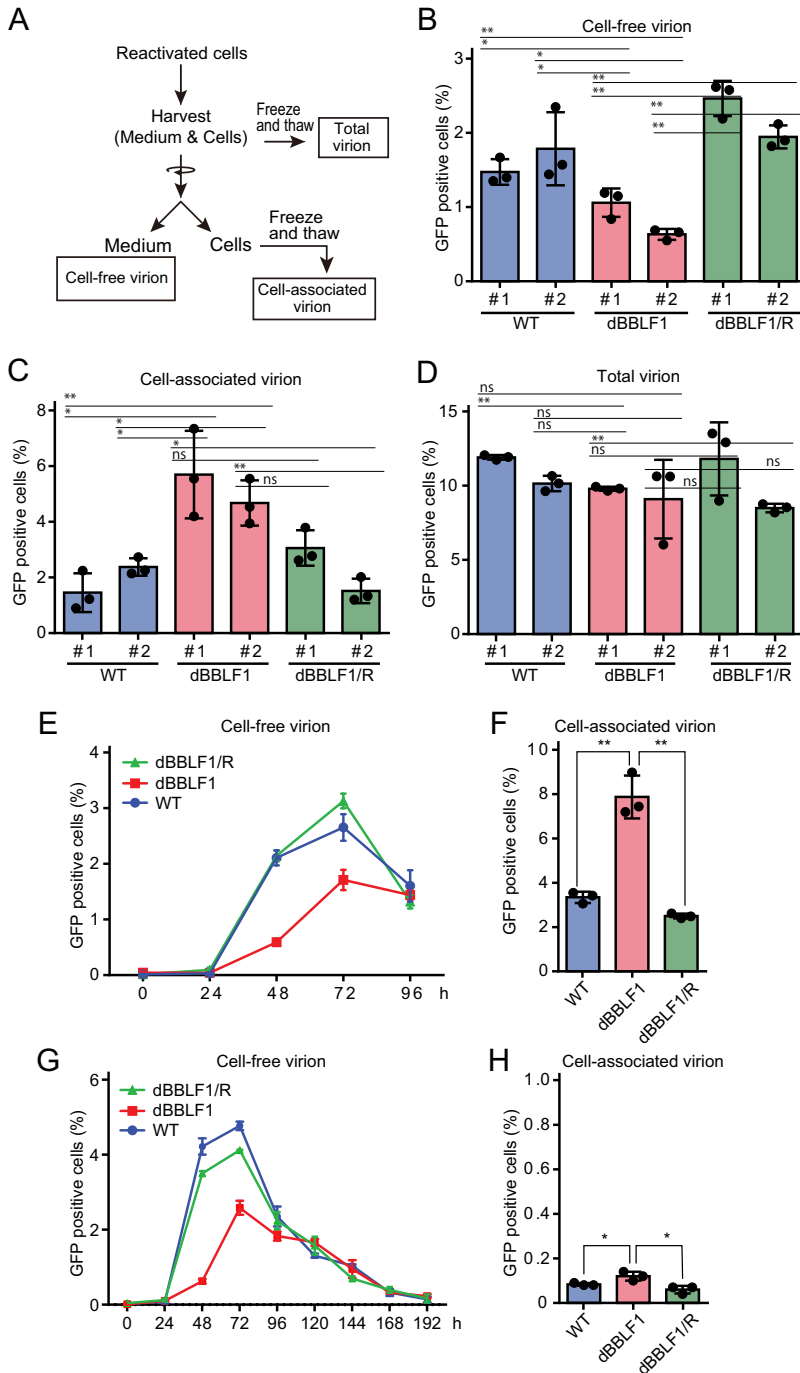 A
Reactivated cells
Harvest
(Medium & Cells)
Freeze
and thaw
Total
virion
Medium
Cells
Freeze
and thaw
Cell-free virion
Cell-associated
virion
B
Cell-free virion
GFP positive cells (%)
3
2
1
0
**
*
*
*
**
**
**
**
#1 #2 #1 #2 #1 #2
WT dBBLF1 dBBLF1/R
C
Cell-associated virion
GFP positive cells (%)
8
6
4
2
0
**
*
*
*
*
ns
**
ns
#1 #2 #1 #2 #1 #2
WT dBBLF1 dBBLF1/R
D
Total virion
GFP positive cells (%)
15
10
5
0
ns
**
ns
ns
**
ns
ns
ns
#1 #2 #1 #2 #1 #2
WT dBBLF1 dBBLF1/R
E
Cell-free virion
GFP positive cells (%)
4
3
2
1
0
dBBLF1/R
dBBLF1
WT
0 24 48 72 96 h
F
Cell-associated virion
GFP positive cells (%)
10
8
6
4
2
0
** **
WT dBBLF1 dBBLF1/R
G
Cell-free virion
GFP positive cells (%)
6
4
2
0
dBBLF1/R
dBBLF1
WT
0 24 48 72 96 120 144 168 192 h
H
Cell-associated virion
GFP positive cells (%)
1.0
0.8
0.6
0.4
0.2
0
* *
WT dBBLF1 dBBLF1/R